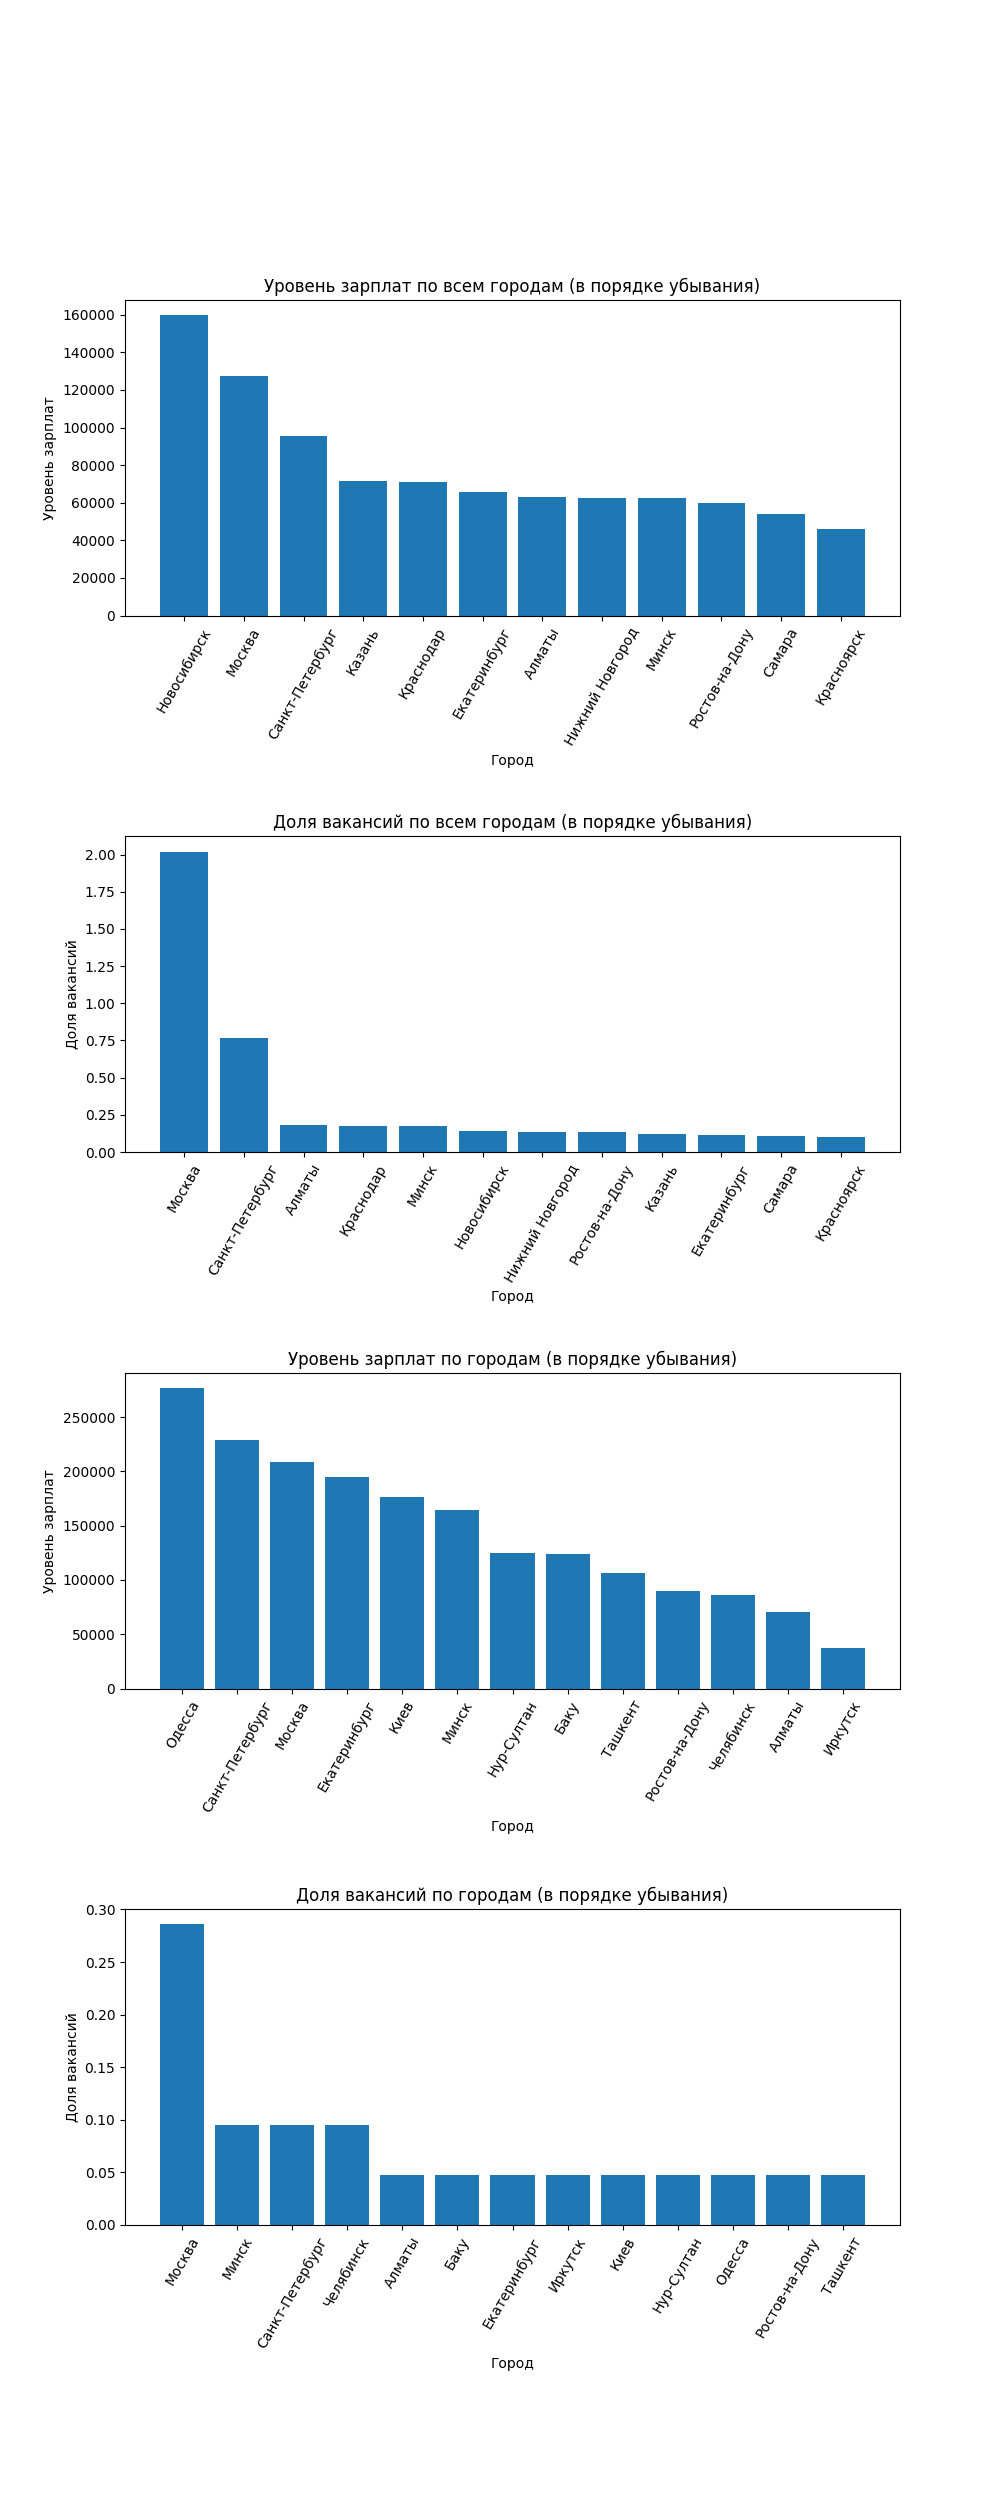 Уровень зарплат по всем городам (в порядке убывания)
Уровень зарплат
160000
140000
120000
100000
80000
60000
40000
20000
0
Новосибирск
Москва
Санкт-Петербург
Казань
Краснодар
Екатеринбург
Алматы
Нижний Новгород
Минск
Ростов-на-Дону
Самара
Красноярск
Город
Доля вакансий по всем городам (в порядке убывания)
Доля вакансий
2.00
1.75
1.50
1.25
1.00
0.75
0.50
0.25
0.00
Москва
Санкт-Петербург
Алматы
Краснодар
Минск
Новосибирск
Нижний Новгород
Ростов-на-Дону
Казань
Екатеринбург
Самара
Красноярск
Город
Уровень зарплат по городам (в порядке убывания)
Уровень зарплат
250000
200000
150000
100000
50000
0
Одесса
Санкт-Петербург
Москва
Екатеринбург
Киев
Минск
Нур-Султан
Баку
Ташкент
Ростов-на-Дону
Челябинск
Алматы
Иркутск
Город
Доля вакансий по городам (в порядке убывания)
Доля вакансий
0.30
0.25
0.20
0.15
0.10
0.05
0.00
Москва
Минск
Санкт-Петербург
Челябинск
Алматы
Баку
Екатеринбург
Иркутск
Киев
Нур-Султан
Одесса
Ростов-на-Дону
Ташкент
Город